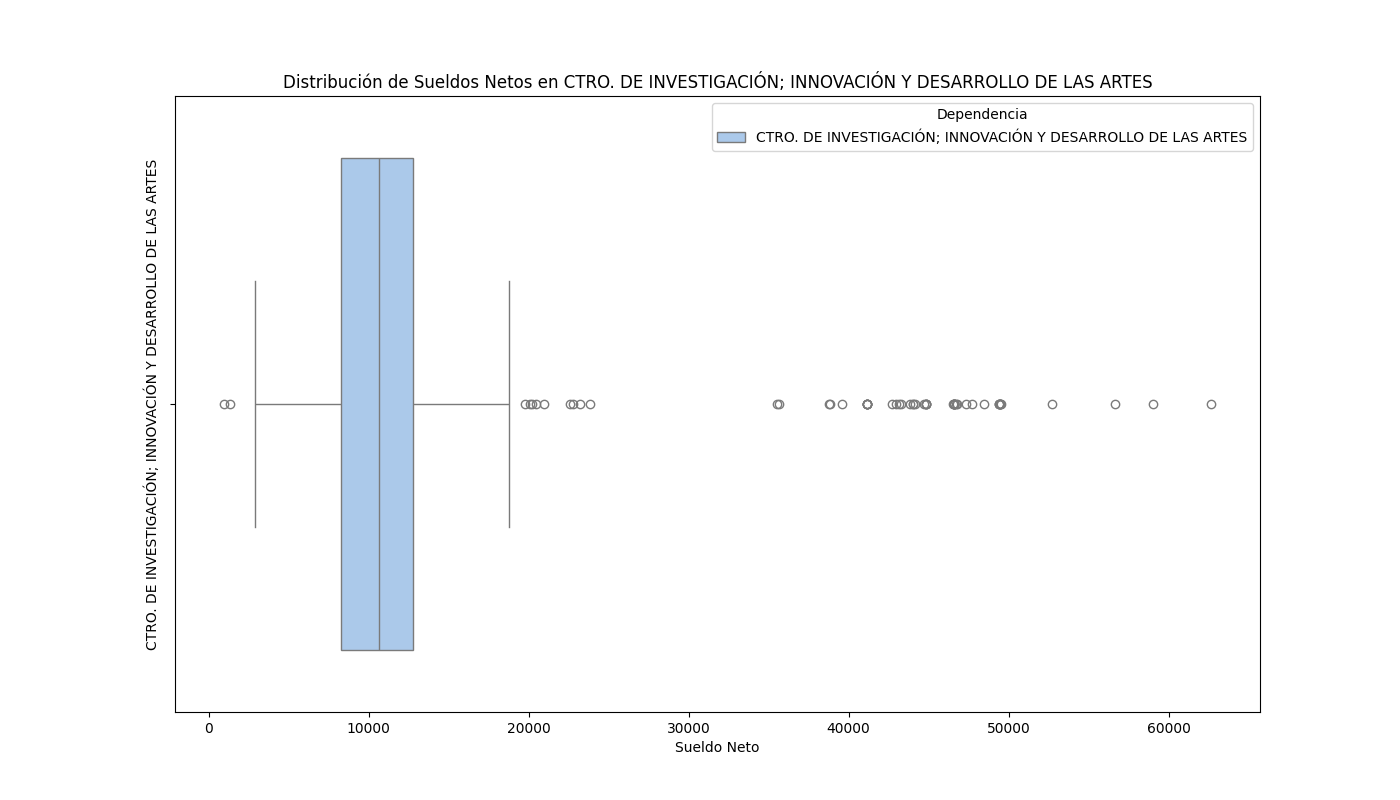 Distribución de Sueldos Netos en CTRO. DE INVESTIGACIÓN; INNOVACIÓN Y DESARROLLO DE LAS ARTES
Dependencia
CTRO. DE INVESTIGACIÓN; INNOVACIÓN Y DESARROLLO DE LAS ARTES
CTRO. DE INVESTIGACIÓN; INNOVACIÓN Y DESARROLLO DE LAS ARTES
0 10000 20000 30000 40000 50000 60000
Sueldo Neto